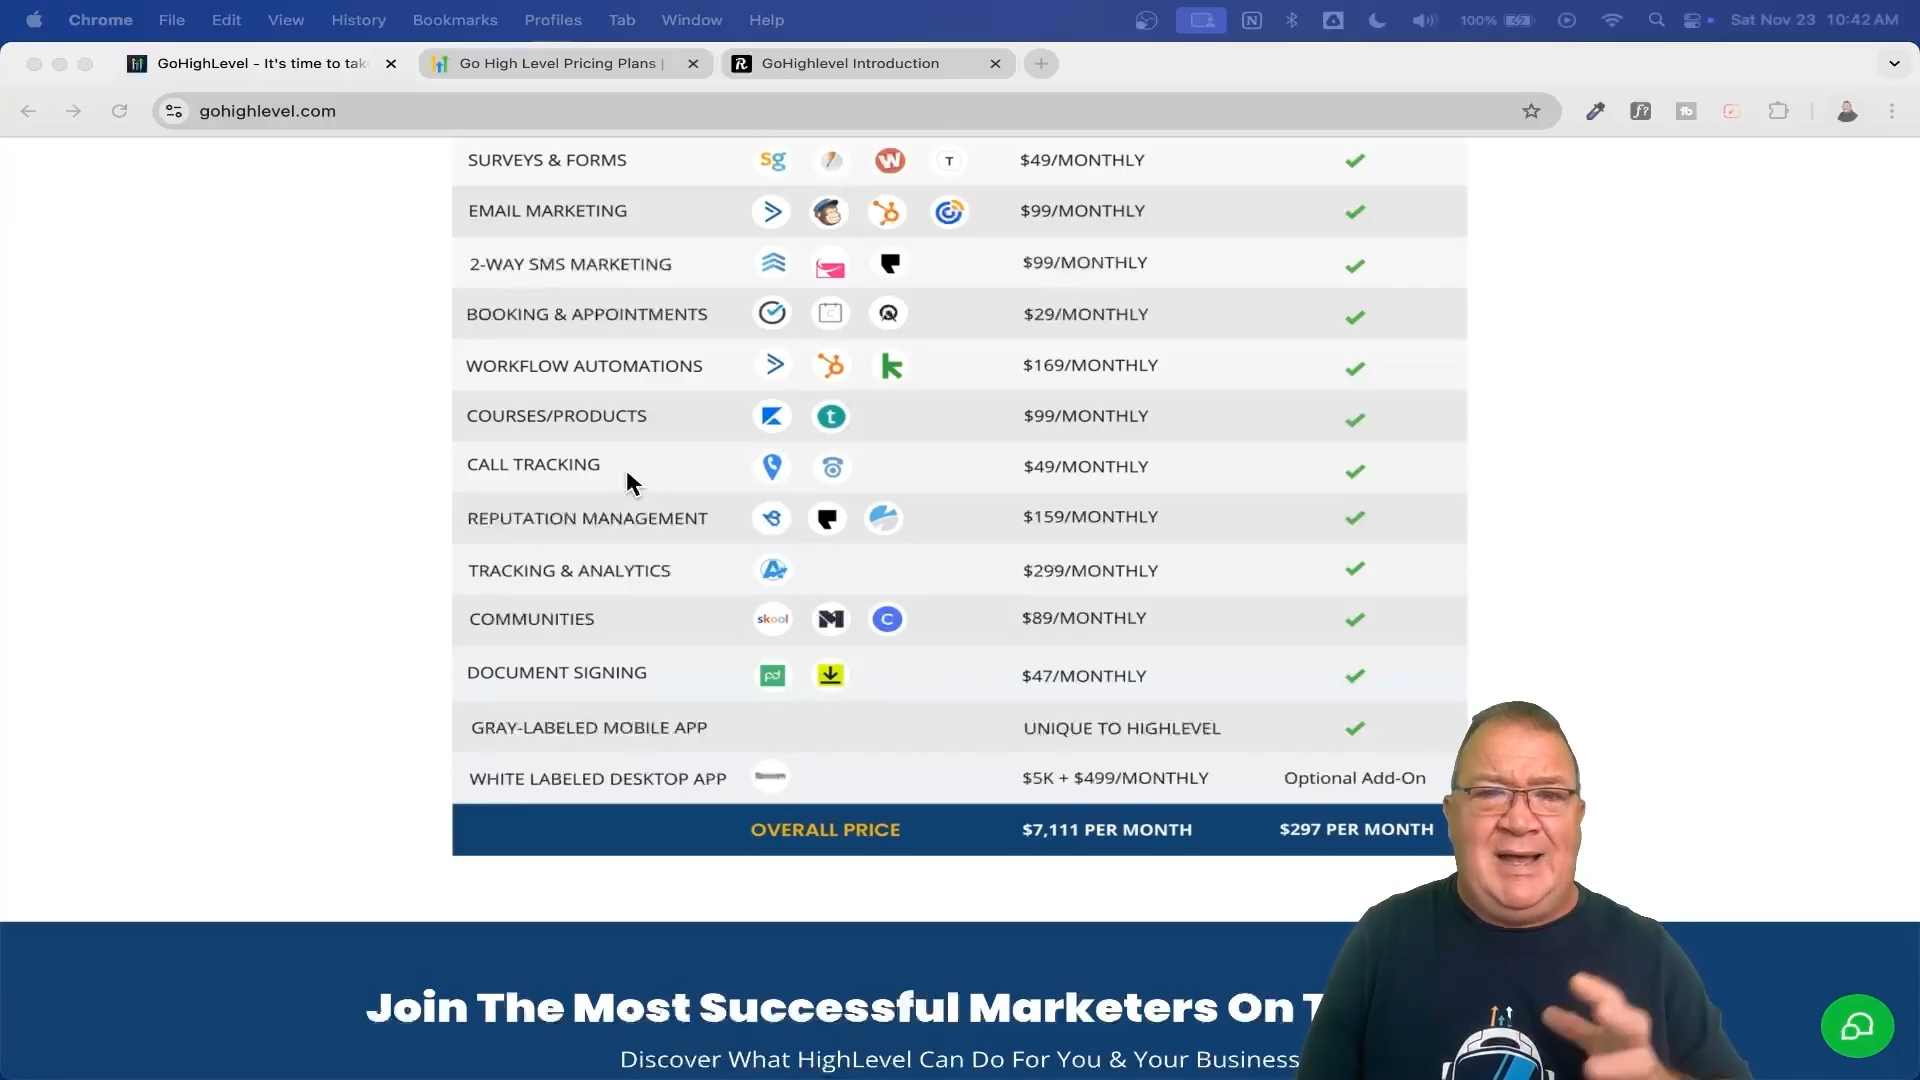 Chrome File Edit View History Bookmarks Profiles Tab Window Help 100% Sat Nov 23 10:42 AM
GoHighLevel - It's time to tak Go High Level Pricing Plans | GoHighlevel Introduction
gohighlevel.com
SURVEYS & FORMS sg W T $49/MONTHLY
EMAIL MARKETING $99/MONTHLY
2-WAY SMS MARKETING $99/MONTHLY
BOOKING & APPOINTMENTS $29/MONTHLY
WORKFLOW AUTOMATIONS k $169/MONTHLY
COURSES/PRODUCTS t $99/MONTHLY
CALL TRACKING $49/MONTHLY
REPUTATION MANAGEMENT $159/MONTHLY
TRACKING & ANALYTICS $299/MONTHLY
COMMUNITIES skool M C $89/MONTHLY
DOCUMENT SIGNING pd $47/MONTHLY
GRAY-LABELED MOBILE APP UNIQUE TO HIGHLEVEL
WHITE LABELED DESKTOP APP $5K + $499/MONTHLY Optional Add-On
OVERALL PRICE $7,111 PER MONTH $297 PER MONTH
Join The Most Successful Marketers On T
Discover What HighLevel Can Do For You & Your Business